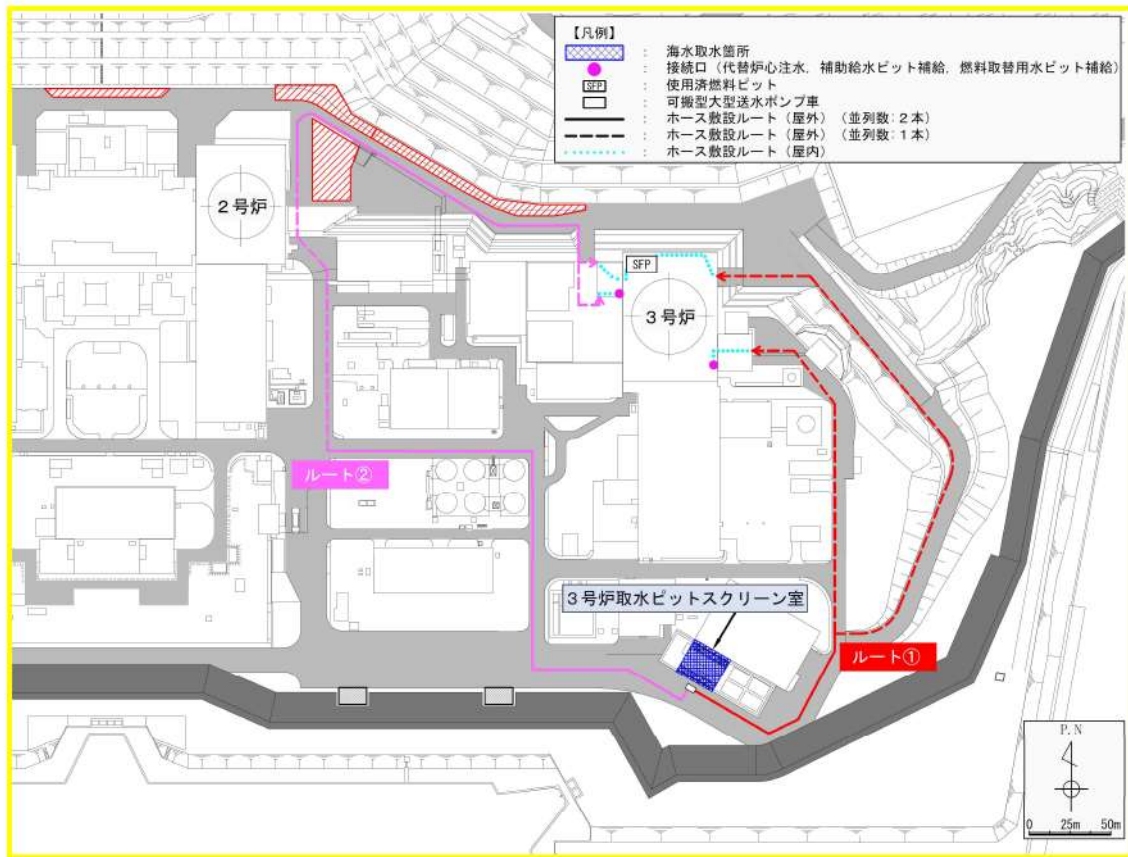 【凡例】
: 海水取水箇所
: 接続口（代替炉心注水，補助給水ピット補給，燃料取替用水ピット補給）
SFP : 使用済燃料ピット
: 可搬型大型送水ポンプ車
: ホース敷設ルート（屋外）（並列数：2本）
: ホース敷設ルート（屋外）（並列数：1本）
: ホース敷設ルート（屋内）
2号炉
SFP
3号炉
ルート②
3号炉取水ピットスクリーン室
ルート①
P.N
0 25m 50m